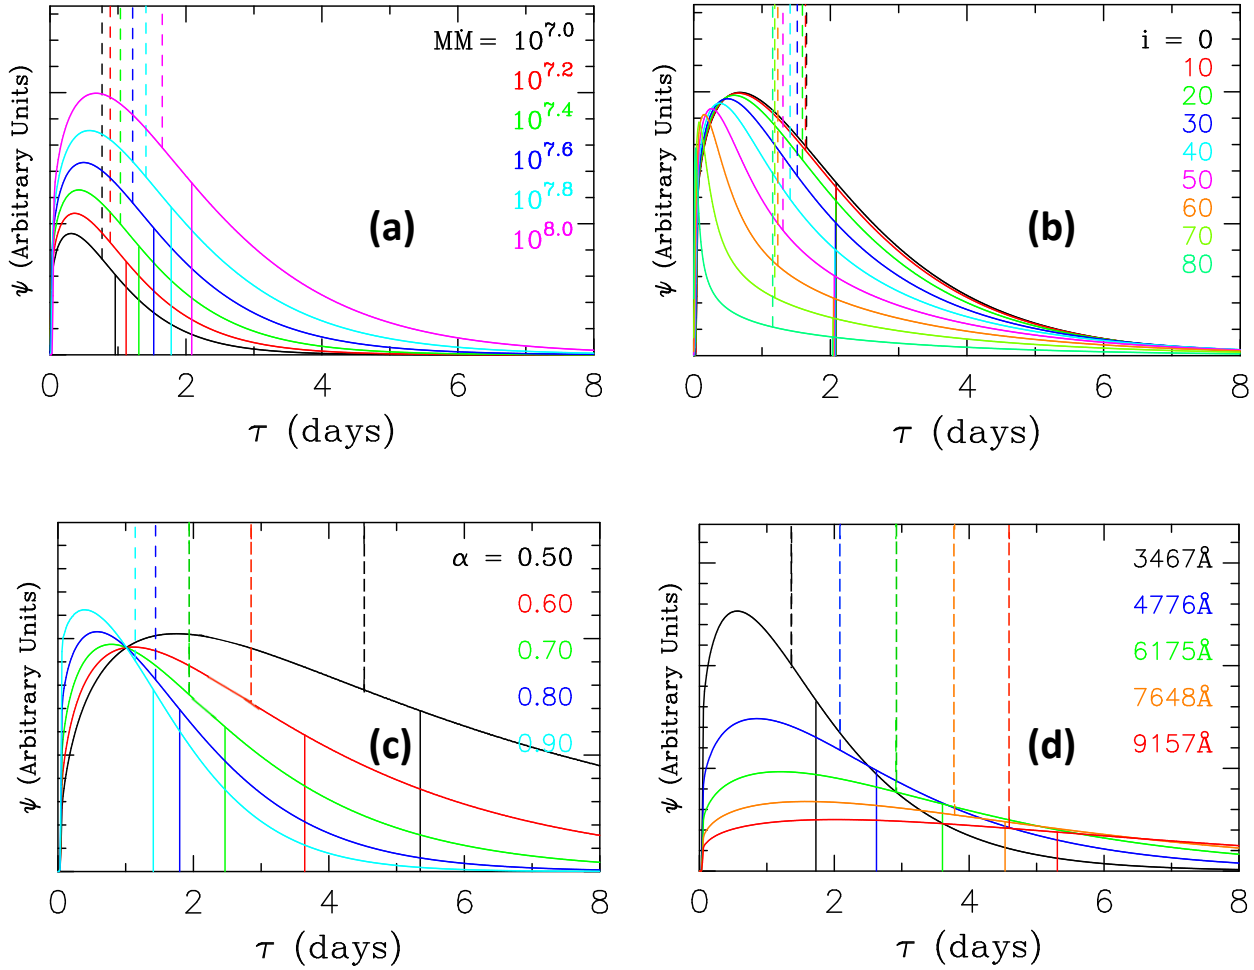 MṀ = 10^7.0
10^7.2
10^7.4
10^7.6
10^7.8
10^8.0
(a)
ψ (Arbitrary Units)
0 2 4 6 8
τ (days)
i = 0
10
20
30
40
50
60
70
80
(b)
ψ (Arbitrary Units)
0 2 4 6 8
τ (days)
α = 0.50
0.60
0.70
0.80
0.90
(c)
ψ (Arbitrary Units)
0 2 4 6 8
τ (days)
3467Å
4776Å
6175Å
7648Å
9157Å
(d)
ψ (Arbitrary Units)
0 2 4 6 8
τ (days)